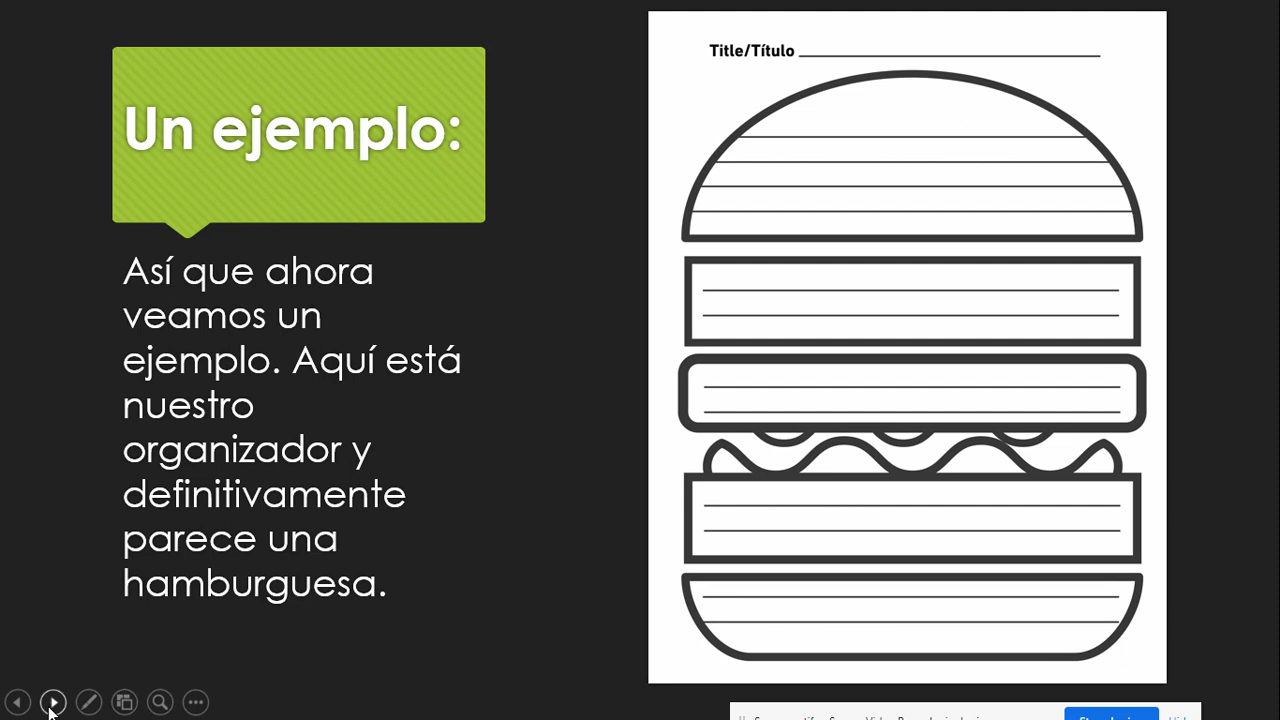 Un ejemplo:
Así que ahora
veamos un
ejemplo. Aquí está
nuestro
organizador y
definitivamente
parece una
hamburguesa.
Title/Título